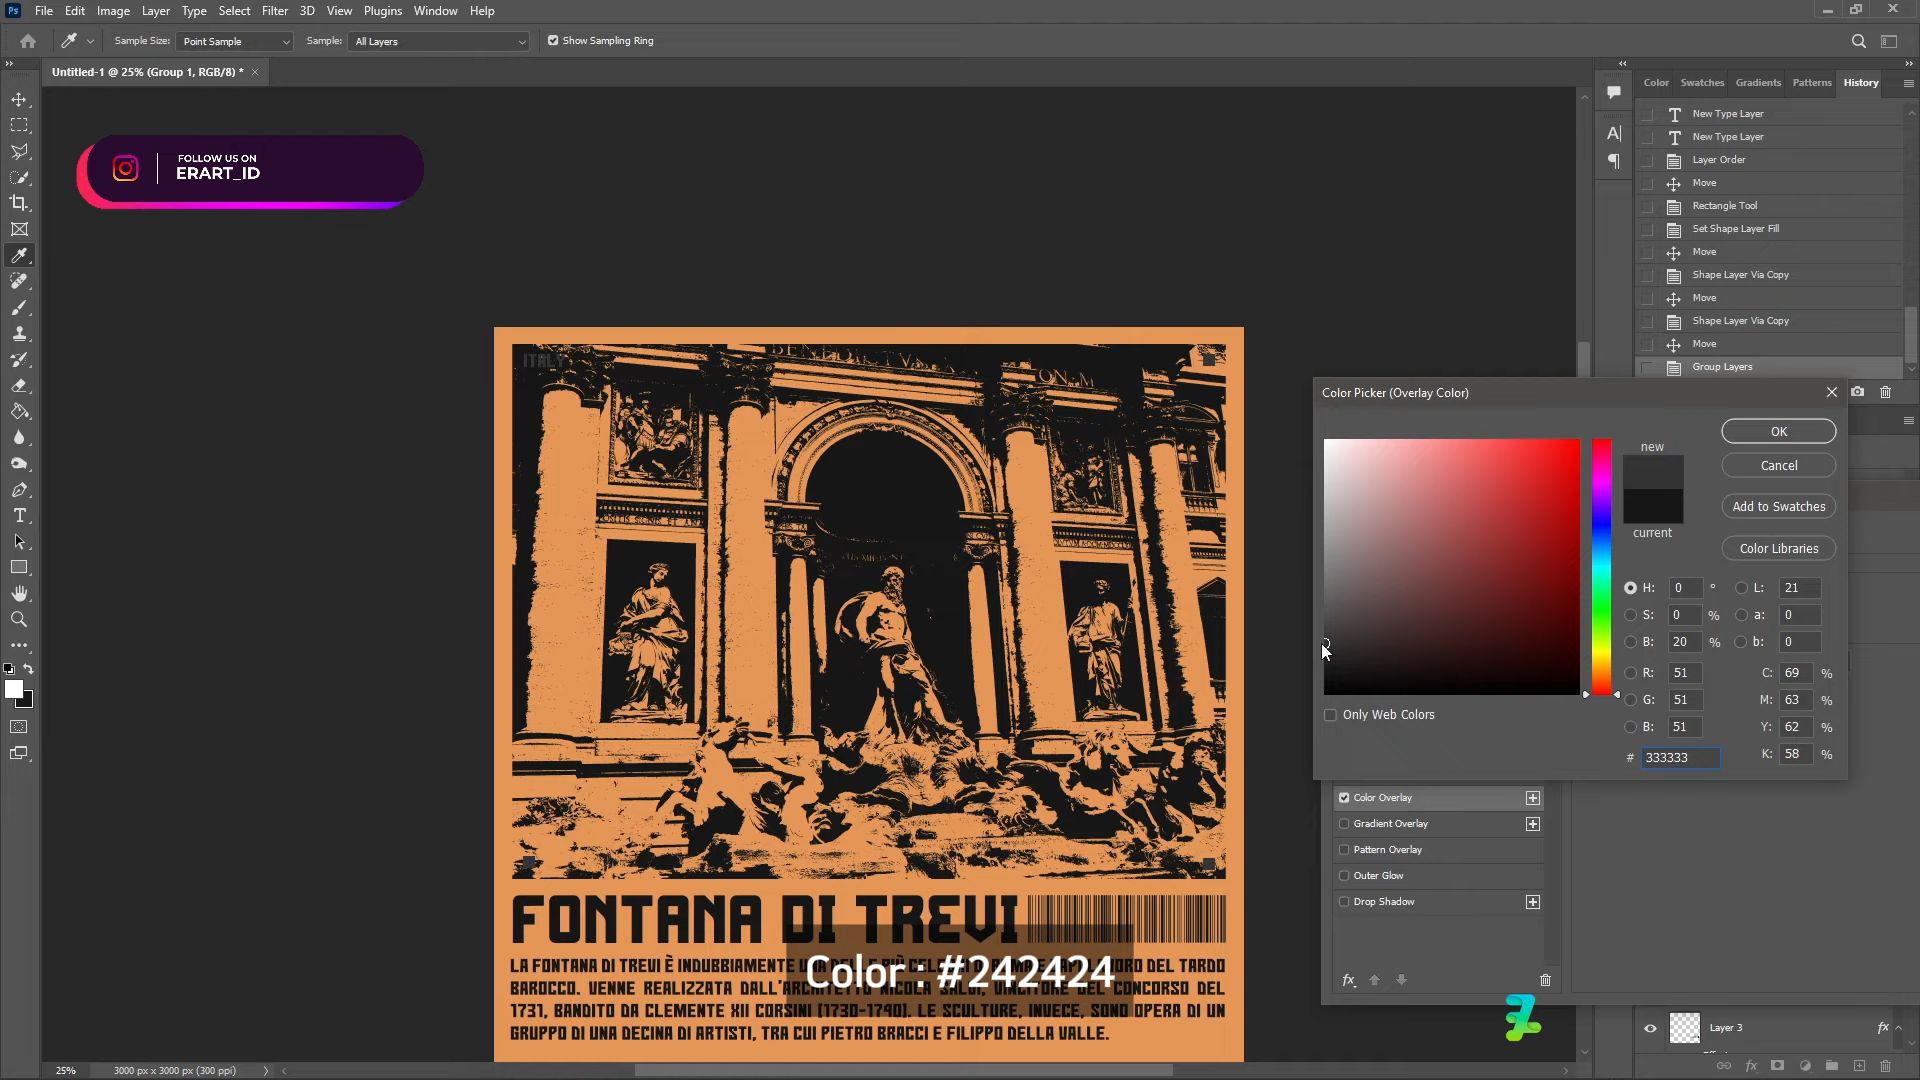 File Edit Image Layer Type Select Filter 3D View Plugins Window Help
Sample Size: Point Sample Sample: All Layers Show Sampling Ring
Untitled-1 @ 25% (Group 1, RGB/8) *
Color Swatches Gradients Patterns History
New Type Layer
New Type Layer
Layer Order
Move
Rectangle Tool
Set Shape Layer Fill
Move
Shape Layer Via Copy
Move
Shape Layer Via Copy
Move
Group Layers
FOLLOW US ON
ERART_ID
ITALY
Color Picker (Overlay Color)
new
current
OK
Cancel
Add to Swatches
Color Libraries
H: 0 ° L: 21
S: 0 % a: 0
B: 20 % b: 0
R: 51 C: 69 %
G: 51 M: 63 %
B: 51 Y: 62 %
# 333333 K: 58 %
Only Web Colors
Color Overlay
Gradient Overlay
Pattern Overlay
Outer Glow
Drop Shadow
fx
FONTANA DI TREVI
LA FONTANA DI TREVI È INDUBBIAMENTE DEL TARDO
BAROCCO. VENNE REALIZZATA DALL'ARCHITETTO NICOLA SALVI, VINCITORE DEL CONCORSO DEL
1731, BANDITO DA CLEMENTE XII CORSINI (1730-1740). LE SCULTURE, INVECE, SONO OPERA DI UN
GRUPPO DI UNA DECINA DI ARTISTI, TRA CUI PIETRO BRACCI E FILIPPO DELLA VALLE.
Color : #242424
Layer 3 fx
25% 3000 px x 3000 px (300 ppi)